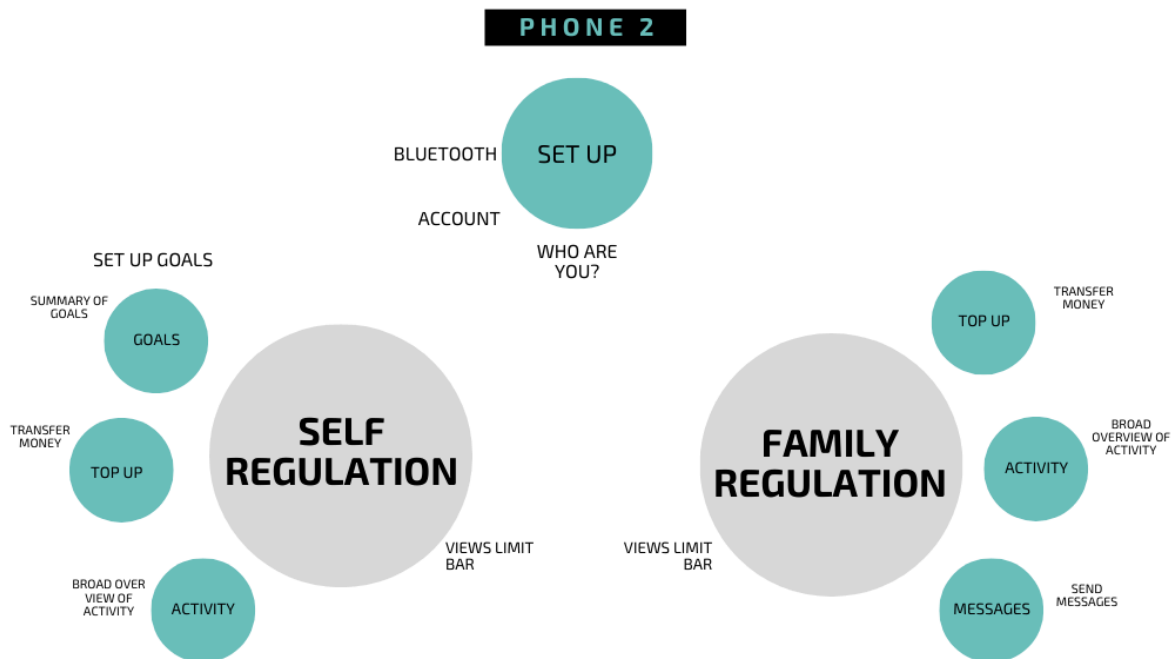 PHONE 2
SET UP
BLUETOOTH
ACCOUNT
WHO ARE
YOU?
SET UP GOALS
SUMMARY OF
GOALS
GOALS
TRANSFER
MONEY
TOP UP
BROAD OVER
VIEW OF
ACTIVITY
ACTIVITY
SELF
REGULATION
VIEWS LIMIT
BAR
FAMILY
REGULATION
VIEWS LIMIT
BAR
TOP UP
TRANSFER
MONEY
ACTIVITY
BROAD
OVERVIEW OF
ACTIVITY
MESSAGES
SEND
MESSAGES